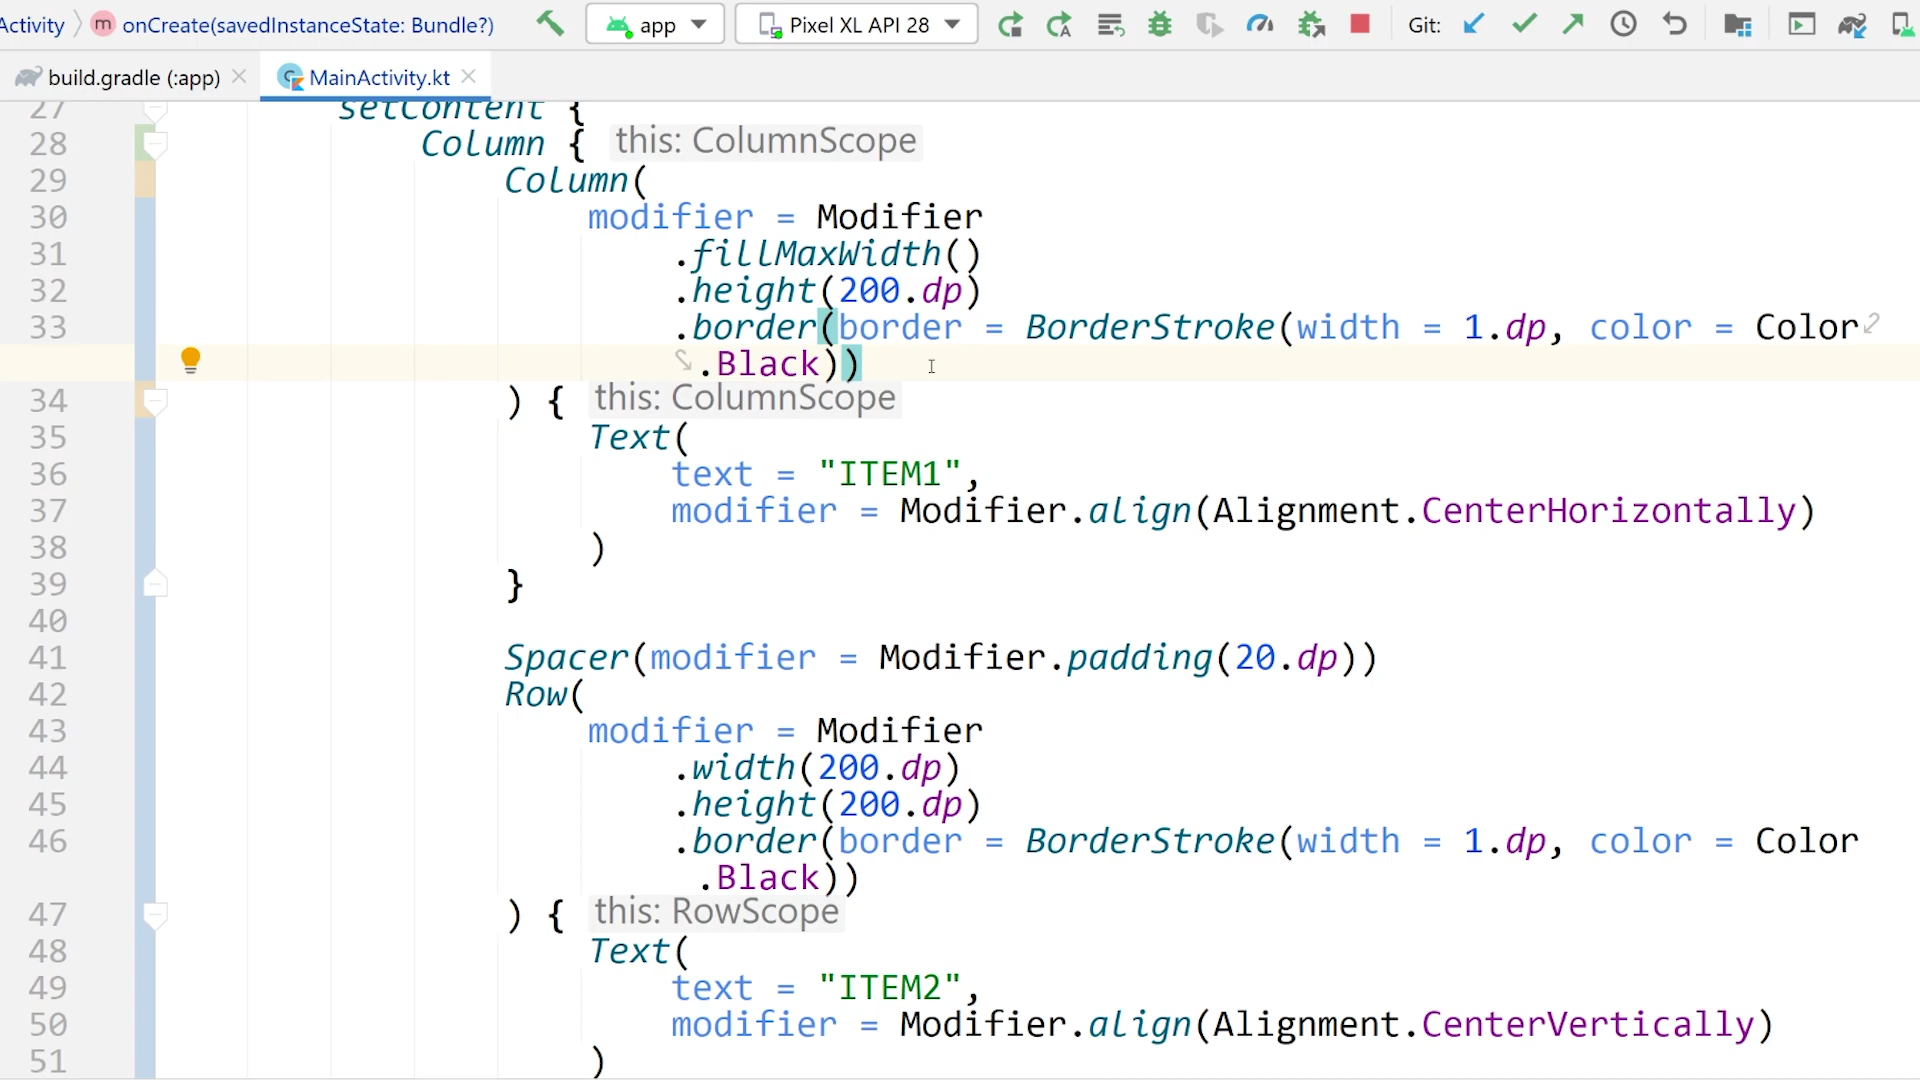 Activity onCreate(savedInstanceState: Bundle?) app Pixel XL API 28 Git:
build.gradle (:app) MainActivity.kt
27 setContent {
28 Column { this: ColumnScope
29 Column(
30 modifier = Modifier
31 .fillMaxWidth()
32 .height(200.dp)
33 .border(border = BorderStroke(width = 1.dp, color = Color
.Black))
34 ) { this: ColumnScope
35 Text(
36 text = "ITEM1",
37 modifier = Modifier.align(Alignment.CenterHorizontally)
38 )
39 }
40
41 Spacer(modifier = Modifier.padding(20.dp))
42 Row(
43 modifier = Modifier
44 .width(200.dp)
45 .height(200.dp)
46 .border(border = BorderStroke(width = 1.dp, color = Color
.Black))
47 ) { this: RowScope
48 Text(
49 text = "ITEM2",
50 modifier = Modifier.align(Alignment.CenterVertically)
51 )